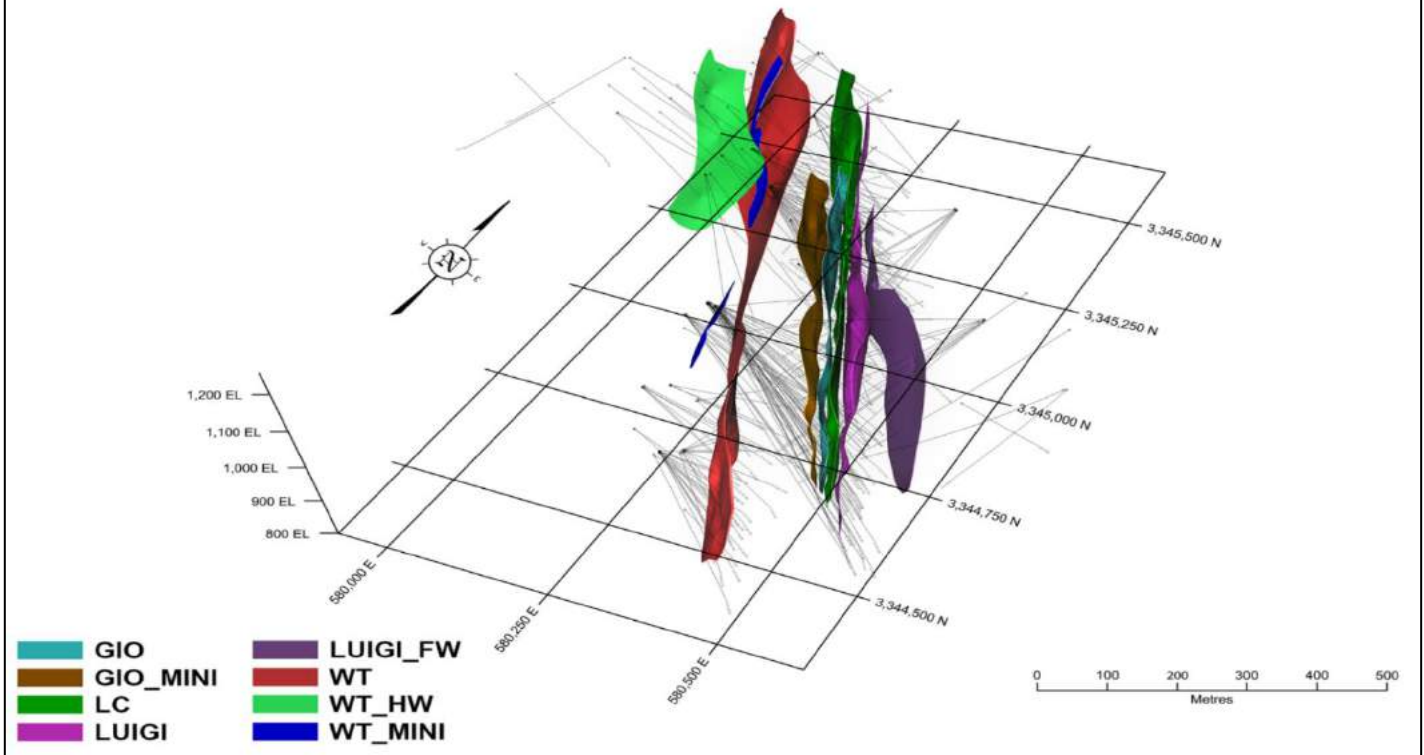 3,345,500 N
3,345,250 N
3,345,000 N
3,344,750 N
3,344,500 N
1,200 EL
1,100 EL
1,000 EL
900 EL
800 EL
580,000 E
580,250 E
580,500 E
N
GIO
GIO_MINI
LC
LUIGI
LUIGI_FW
WT
WT_HW
WT_MINI
0 100 200 300 400 500
Metres